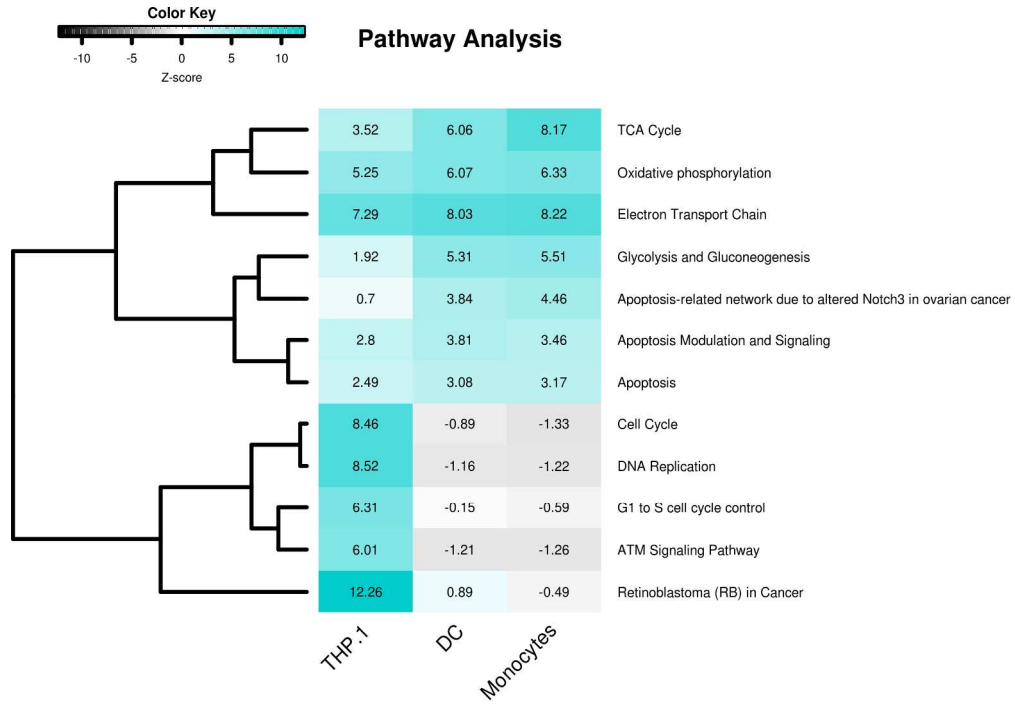 Color Key
-10 -5 0 5 10
Z-score
Pathway Analysis
3.52 6.06 8.17 TCA Cycle
5.25 6.07 6.33 Oxidative phosphorylation
7.29 8.03 8.22 Electron Transport Chain
1.92 5.31 5.51 Glycolysis and Gluconeogenesis
0.7 3.84 4.46 Apoptosis-related network due to altered Notch3 in ovarian cancer
2.8 3.81 3.46 Apoptosis Modulation and Signaling
2.49 3.08 3.17 Apoptosis
8.46 -0.89 -1.33 Cell Cycle
8.52 -1.16 -1.22 DNA Replication
6.31 -0.15 -0.59 G1 to S cell cycle control
6.01 -1.21 -1.26 ATM Signaling Pathway
12.26 0.89 -0.49 Retinoblastoma (RB) in Cancer
THP.1 DC Monocytes